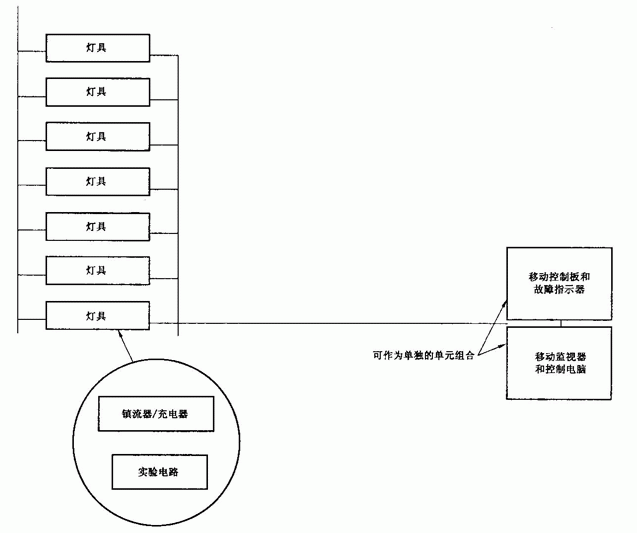 灯具
灯具
灯具
灯具
灯具
灯具
灯具
移动控制板和
故障指示器
可作为单独的单元组合
移动监视器
和控制电脑
镇流器/充电器
实验电路